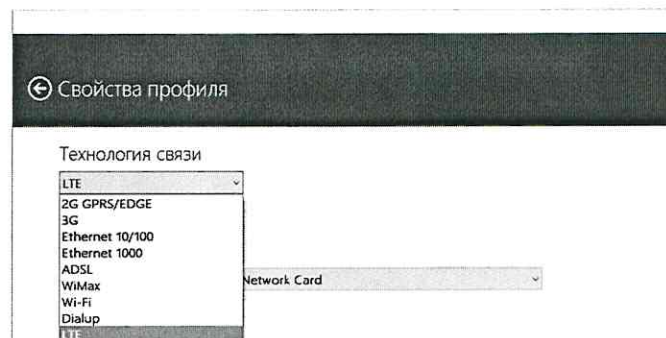 Свойства профиля
Технология связи
LTE
2G GPRS/EDGE
3G
Ethernet 10/100
Ethernet 1000
ADSL
WiMax
Network Card
Wi-Fi
Dialup
LTE